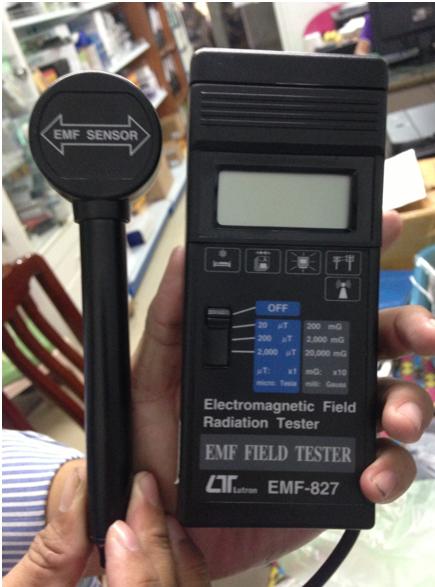 EMF SENSOR
OFF
20 µT 200 mG
200 µT 2,000 mG
2,000 µT 20,000 mG
µT: x1 mG: x10
micro: Tesla milli: Gauss
Electromagnetic Field
Radiation Tester
EMF FIELD TESTER
LT Lutron EMF-827